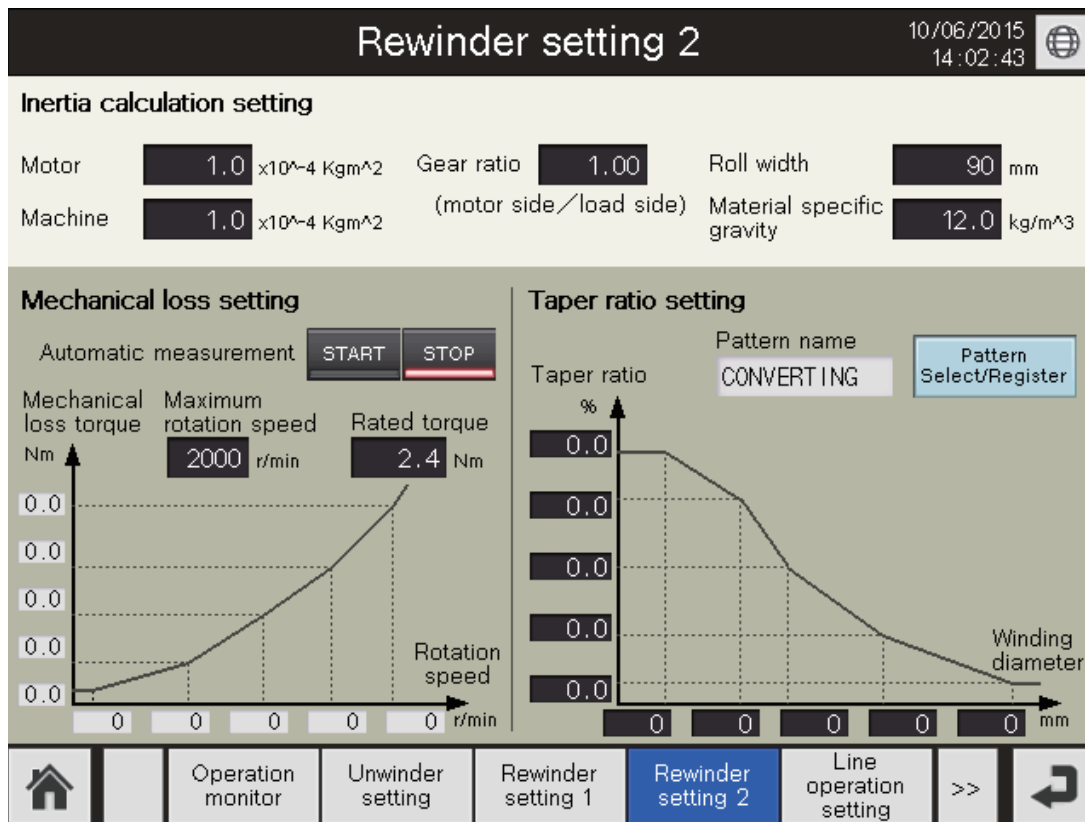 Rewinder setting 2
10/06/2015
14:02:43
Inertia calculation setting
Motor 1.0 x10^-4 Kgm^2 Gear ratio 1.00 Roll width 90 mm
(motor side／load side)
Machine 1.0 x10^-4 Kgm^2 Material specific
gravity 12.0 kg/m^3
Mechanical loss setting
Automatic measurement START STOP
Mechanical
loss torque
Maximum
rotation speed
Rated torque
Nm 2000 r/min 2.4 Nm
0.0
0.0
0.0
0.0
0.0
Rotation
speed
0 0 0 0 0 r/min
Taper ratio setting
Pattern name
CONVERTING
Pattern
Select/Register
Taper ratio
%
0.0
0.0
0.0
0.0
0.0
Winding
diameter
0 0 0 0 0 mm
Operation
monitor
Unwinder
setting
Rewinder
setting 1
Rewinder
setting 2
Line
operation
setting
>>